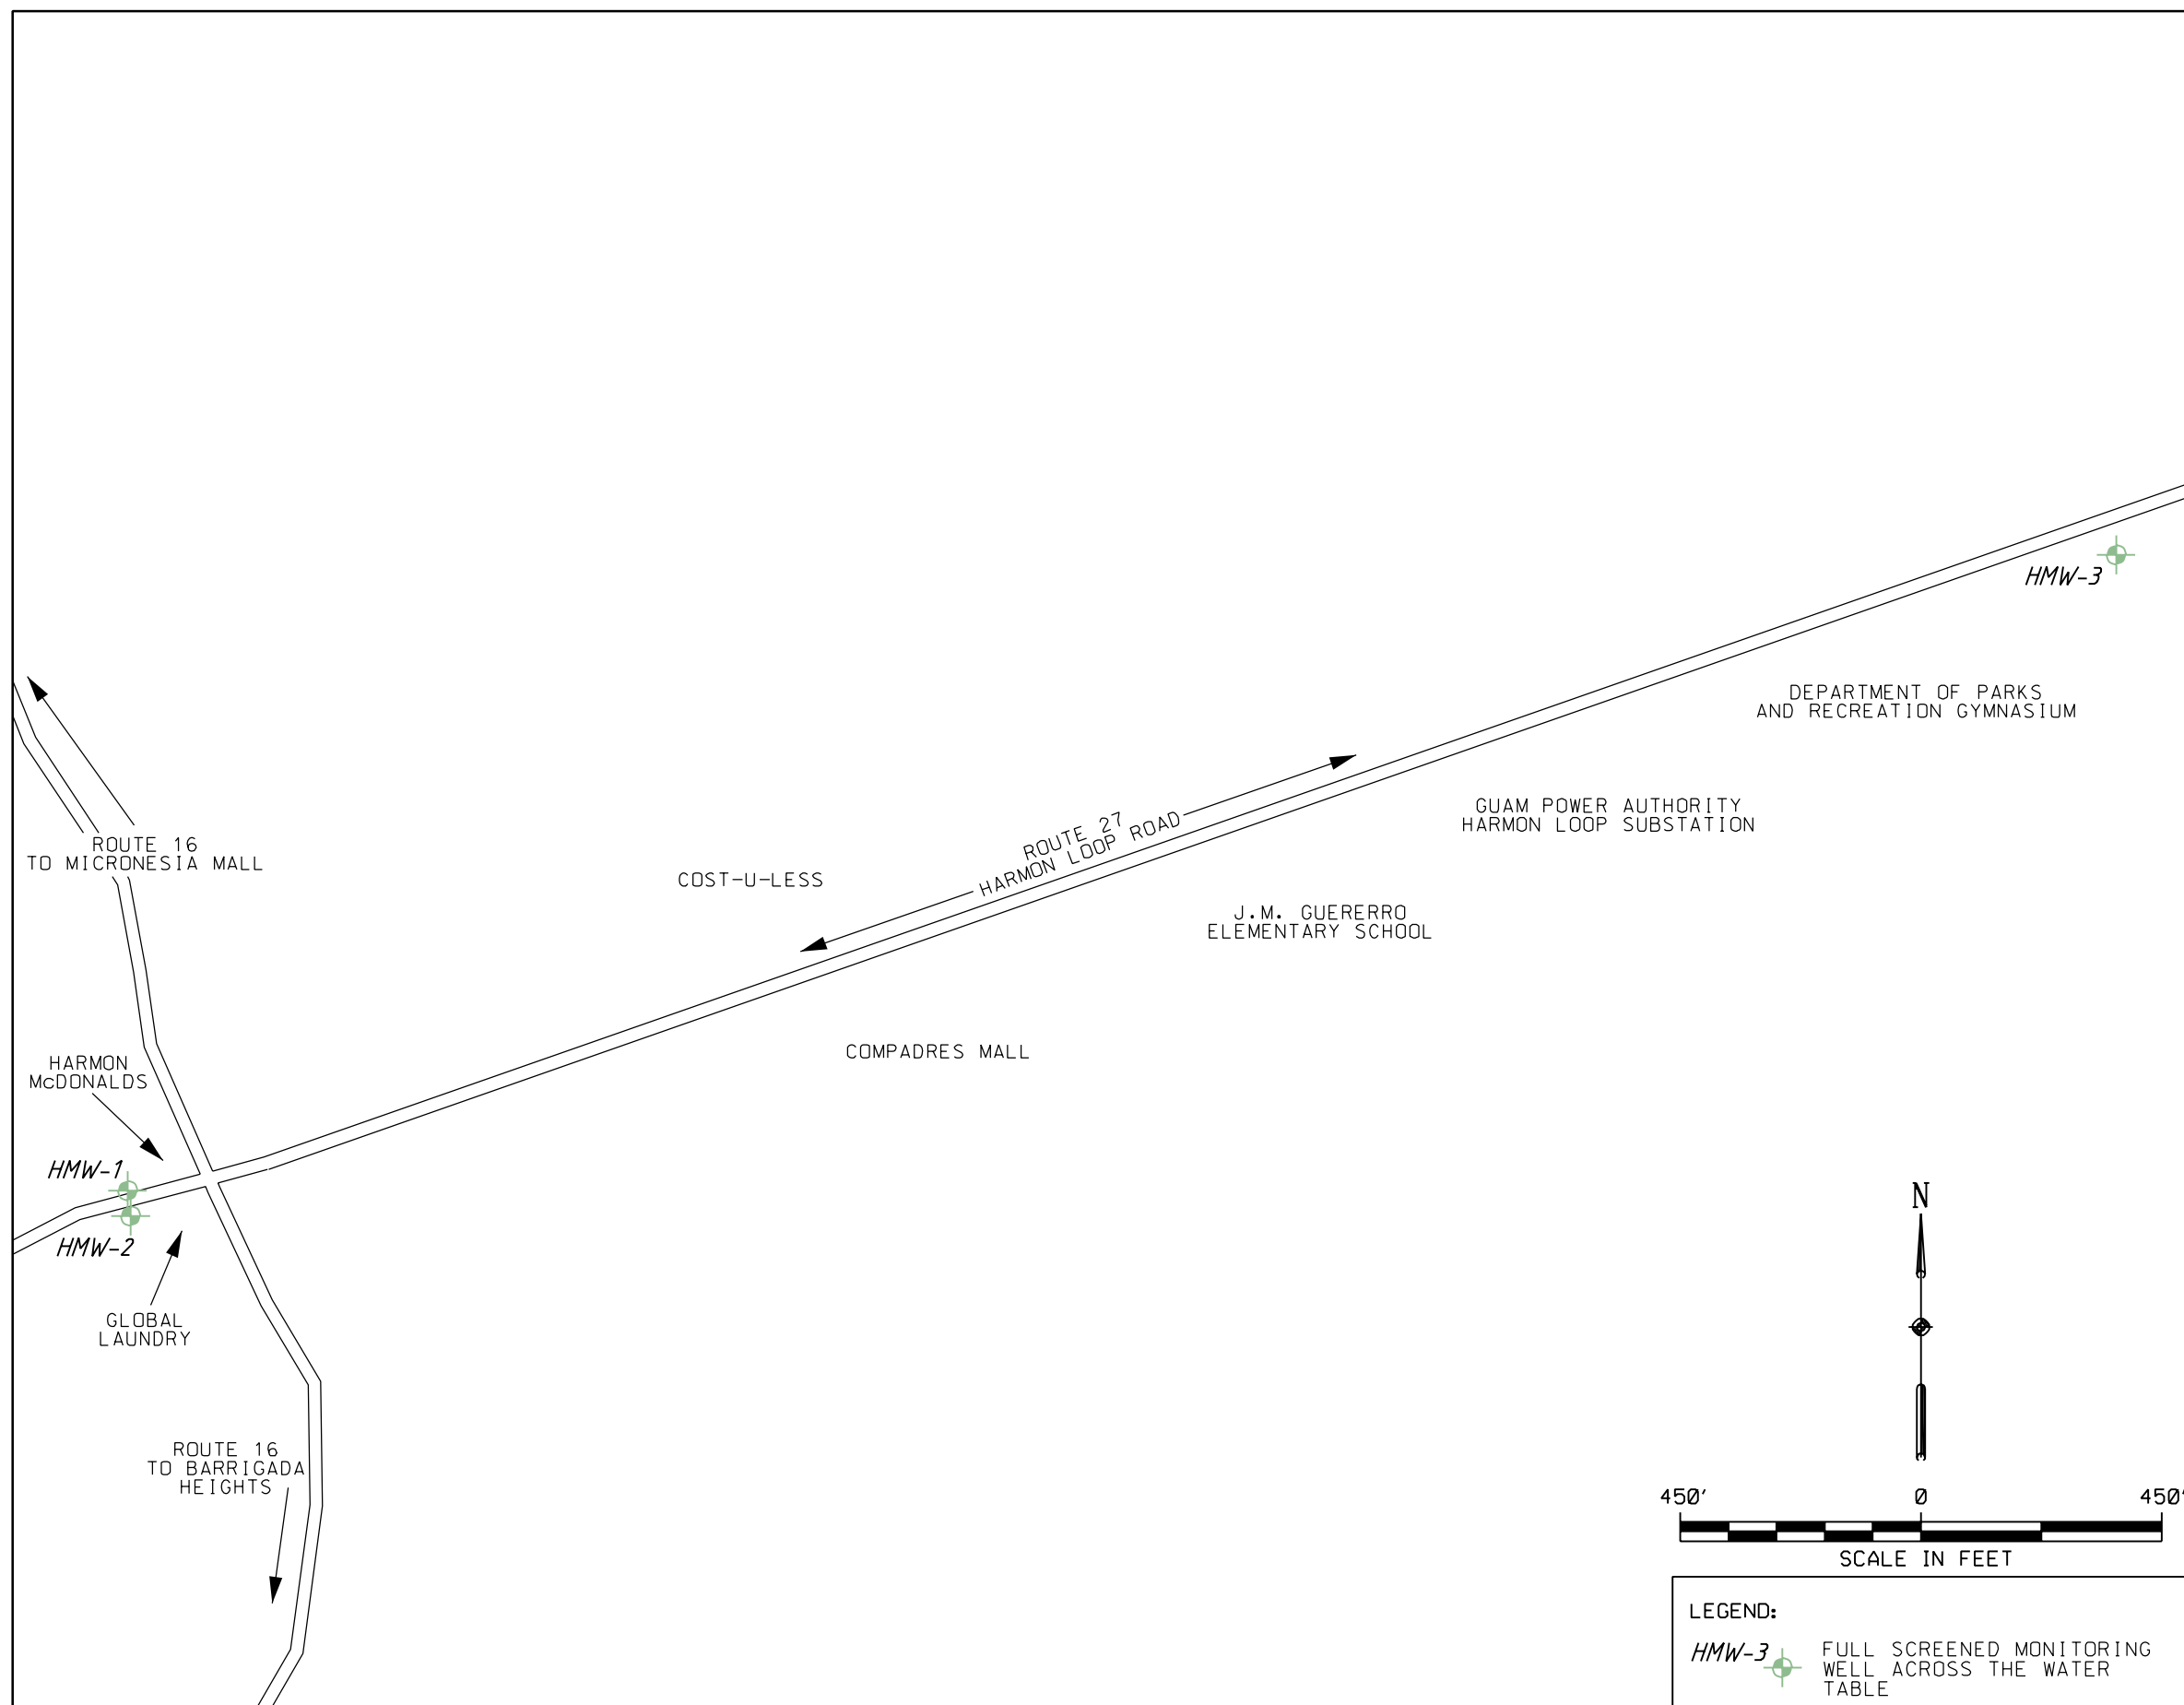 HMW-3
DEPARTMENT OF PARKS
AND RECREATION GYMNASIUM
ROUTE 27
HARMON LOOP ROAD
GUAM POWER AUTHORITY
HARMON LOOP SUBSTATION
ROUTE 16
TO MICRONESIA MALL
COST-U-LESS
J.M. GUERERRO
ELEMENTARY SCHOOL
COMPADRES MALL
HARMON
McDONALDS
HMW-1
HMW-2
GLOBAL
LAUNDRY
ROUTE 16
TO BARRIGADA
HEIGHTS
N
450' 0 450'
SCALE IN FEET
LEGEND:
HMW-3 FULL SCREENED MONITORING
WELL ACROSS THE WATER
TABLE